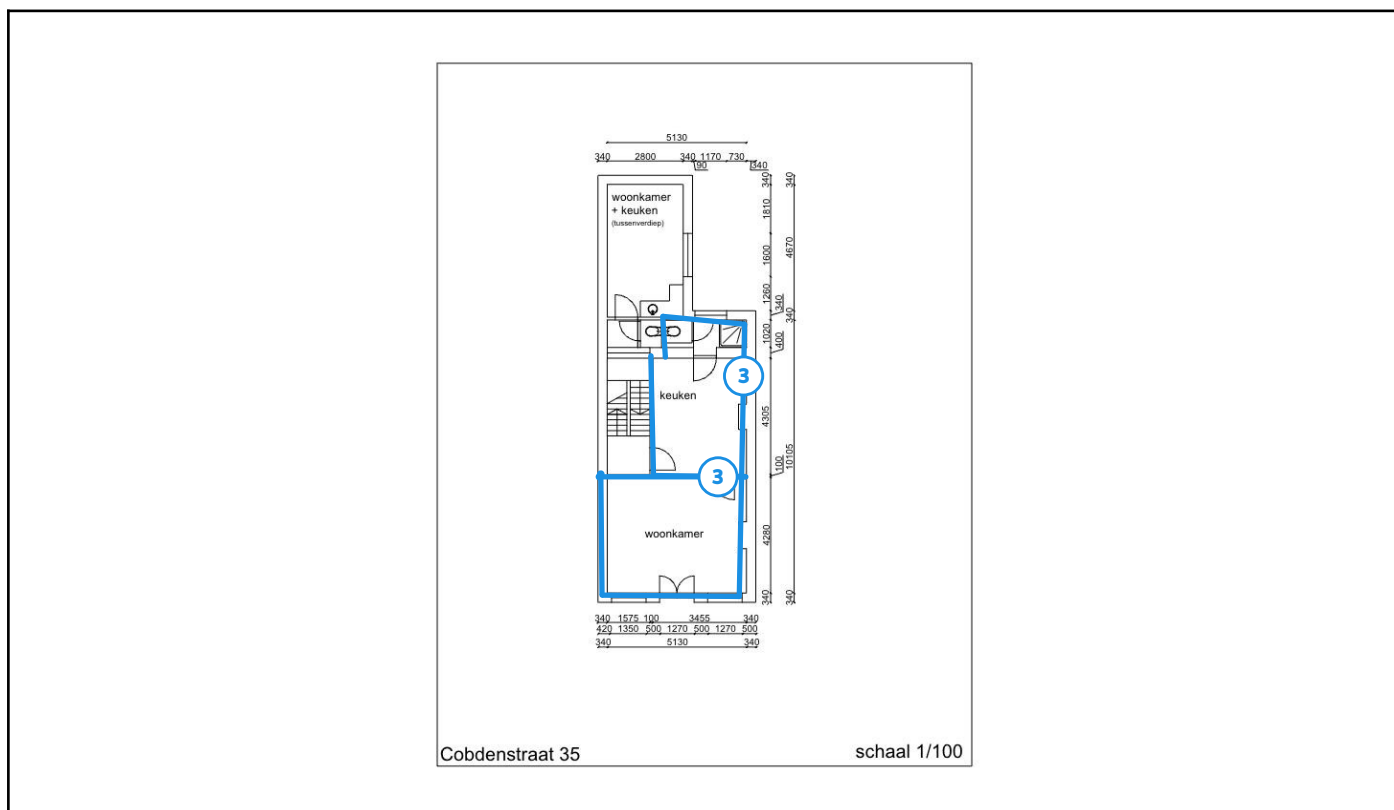 5130
340 2800 340 1170 730
90 340
woonkamer
+ keuken
(tussenverdiep)
340 1810 1600 1260 340 1020 400 4305 100 4280 340
340 4670 340 10105 340
3
keuken
3
woonkamer
340 1575 100 3455 340
420 1350 500 1270 500 1270 500
340 5130 340
Cobdenstraat 35
schaal 1/100